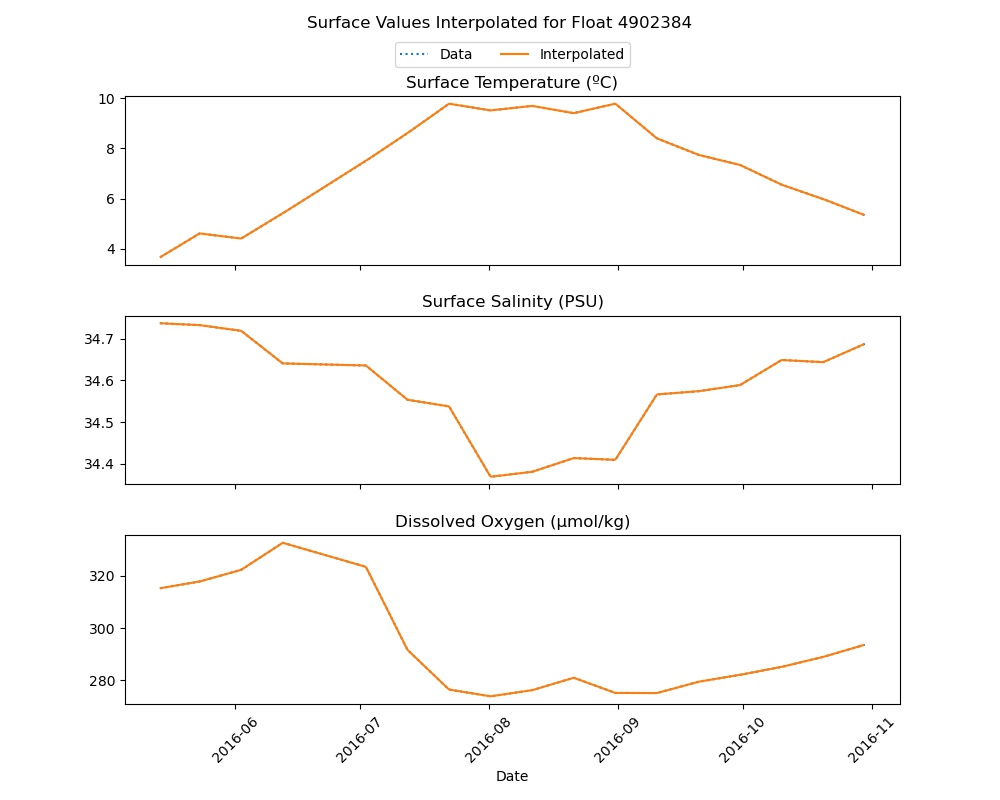 Surface Values Interpolated for Float 4902384
Data Interpolated
Surface Temperature (ºC)
10
8
6
4
Surface Salinity (PSU)
34.7
34.6
34.5
34.4
Dissolved Oxygen (µmol/kg)
320
300
280
2016-06 2016-07 2016-08 2016-09 2016-10 2016-11
Date